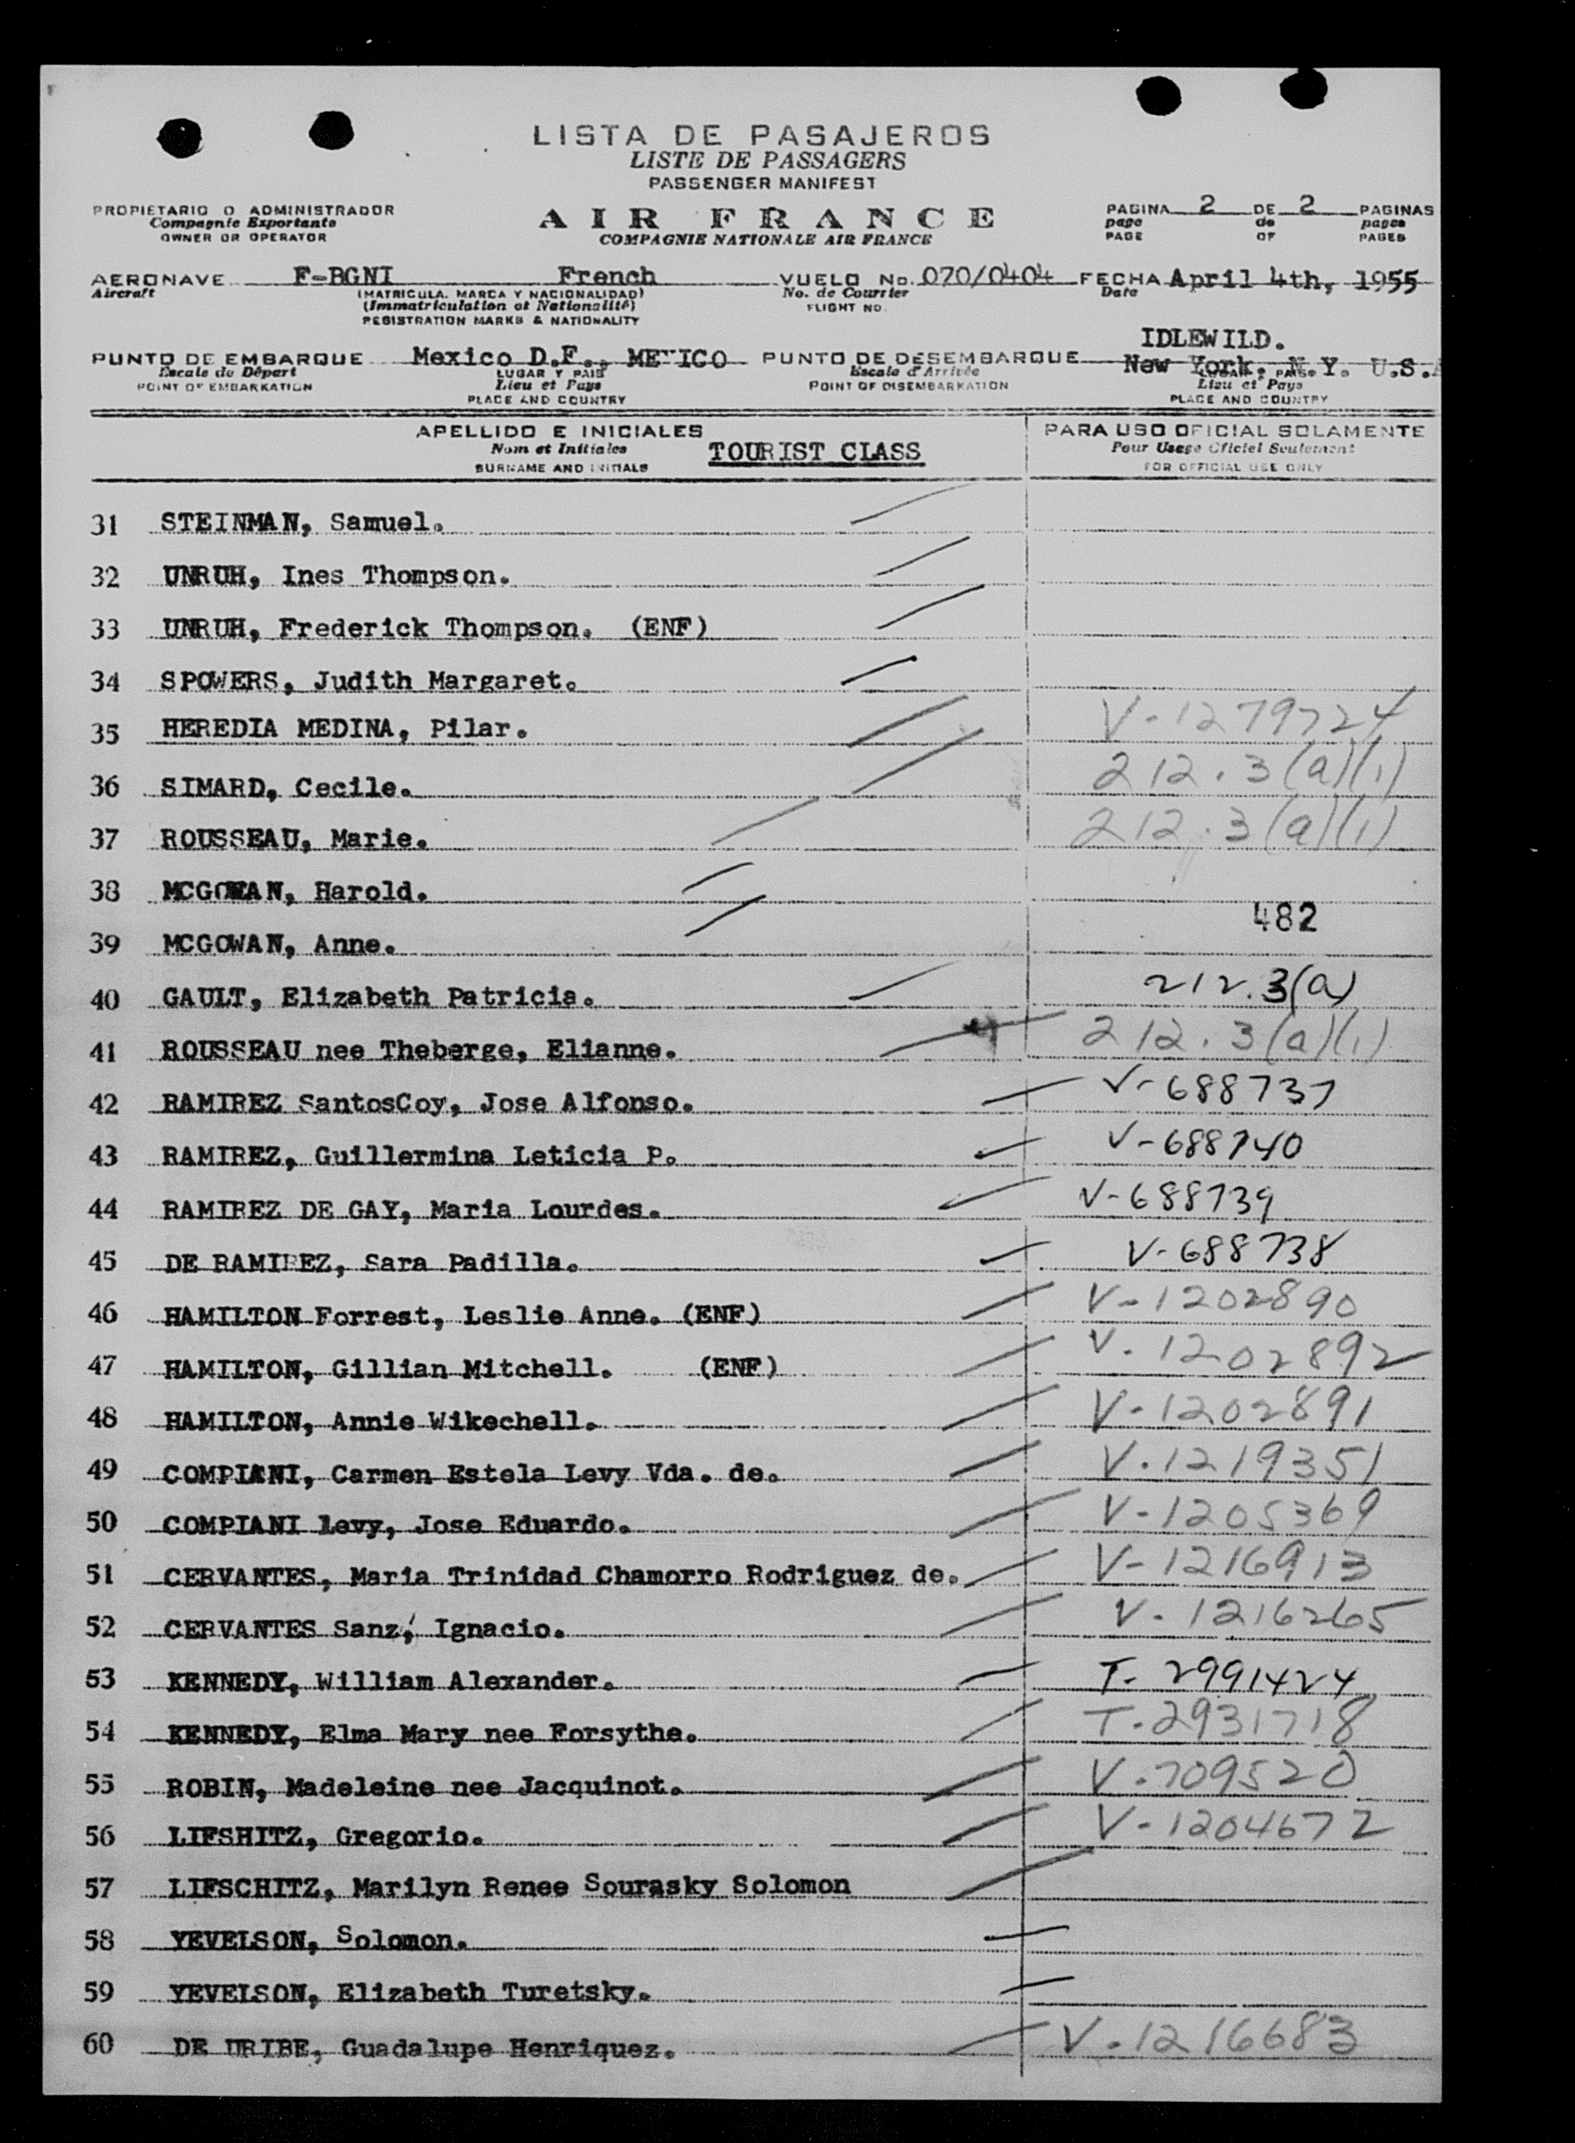 LISTA DE PASAJEROS
LISTE DE PASSAGERS
PASSENGER MANIFEST
PROPIETARIO O ADMINISTRADOR
Compagnie Exportante
OWNER OR OPERATOR
AIR FRANCE
COMPAGNIE NATIONALE AIR FRANCE
PAGINA 2 DE 2 PAGINAS
page de pages
PAGE OF PAGES
AERONAVE F-BGNI French VUELO No. 070/0404 FECHA April 4th, 1955
Aircraft (MATRICULA, MARCA Y NACIONALIDAD) No. de Courrier Date
(Immatriculation et Nationalité) FLIGHT NO.
REGISTRATION MARKS & NATIONALITY
IDLEWILD.
PUNTO DE EMBARQUE Mexico D.F., MEXICO PUNTO DE DESEMBARQUE New York, N.Y. U.S.A
Escale de Départ LUGAR Y PAIS Escale d'Arrivée LUGAR Y PAIS
POINT OF EMBARKATION Lieu et Pays POINT OF DISEMBARKATION Lieu et Pays
PLACE AND COUNTRY PLACE AND COUNTRY
APELLIDO E INICIALES PARA USO OFICIAL SOLAMENTE
Nom et Initiales TOURIST CLASS Pour Usage Officiel Seulement
SURNAME AND INITIALS FOR OFFICIAL USE ONLY
31 STEINMAN, Samuel.
32 UNRUH, Ines Thompson.
33 UNRUH, Frederick Thompson. (ENF)
34 SPOWERS, Judith Margaret.
35 HEREDIA MEDINA, Pilar. V-1279724
36 SIMARD, Cecile. 212.3(a)(1)
37 ROUSSEAU, Marie. 212.3(a)(1)
38 MCGOWAN, Harold.
482
39 MCGOWAN, Anne.
40 GAULT, Elizabeth Patricia. 212.3(a)
41 ROUSSEAU nee Theberge, Elianne. 212.3(a)(1)
42 RAMIREZ SantosCoy, Jose Alfonso. V-688737
43 RAMIREZ, Guillermina Leticia P. V-688740
44 RAMIREZ DE GAY, Maria Lourdes. V-688739
45 DE RAMIREZ, Sara Padilla. V-688738
46 HAMILTON Forrest, Leslie Anne. (ENF) V-1202890
47 HAMILTON, Gillian Mitchell. (ENF) V-1202892
48 HAMILTON, Annie Wikechell. V-1202891
49 COMPIANI, Carmen Estela Levy Vda. de. V-1219351
50 COMPIANI Levy, Jose Eduardo. V-1205369
51 CERVANTES, Maria Trinidad Chamorro Rodriguez de. V-1216913
52 CERVANTES Sanz, Ignacio. V-1216265
53 KENNEDY, William Alexander. T-2991424
54 KENNEDY, Elma Mary nee Forsythe. T-2931718
55 ROBIN, Madeleine nee Jacquinot. V-709520
56 LIFSHITZ, Gregorio. V-1204672
57 LIFSCHITZ, Marilyn Renee Sourasky Solomon
58 YEVELSON, Solomon.
59 YEVELSON, Elizabeth Turetsky.
60 DE URIBE, Guadalupe Henriquez. V-1216683